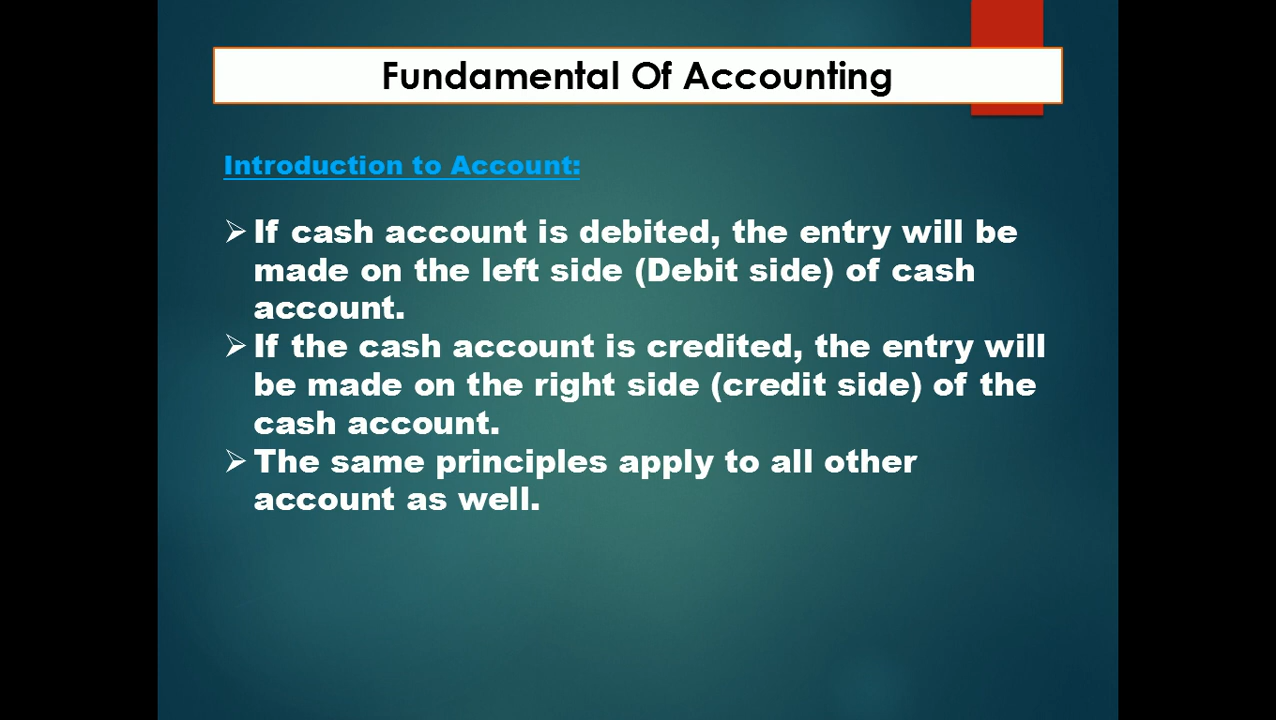 Fundamental Of Accounting
Introduction to Account:
➢ If cash account is debited, the entry will be
made on the left side (Debit side) of cash
account.
➢ If the cash account is credited, the entry will
be made on the right side (credit side) of the
cash account.
➢ The same principles apply to all other
account as well.